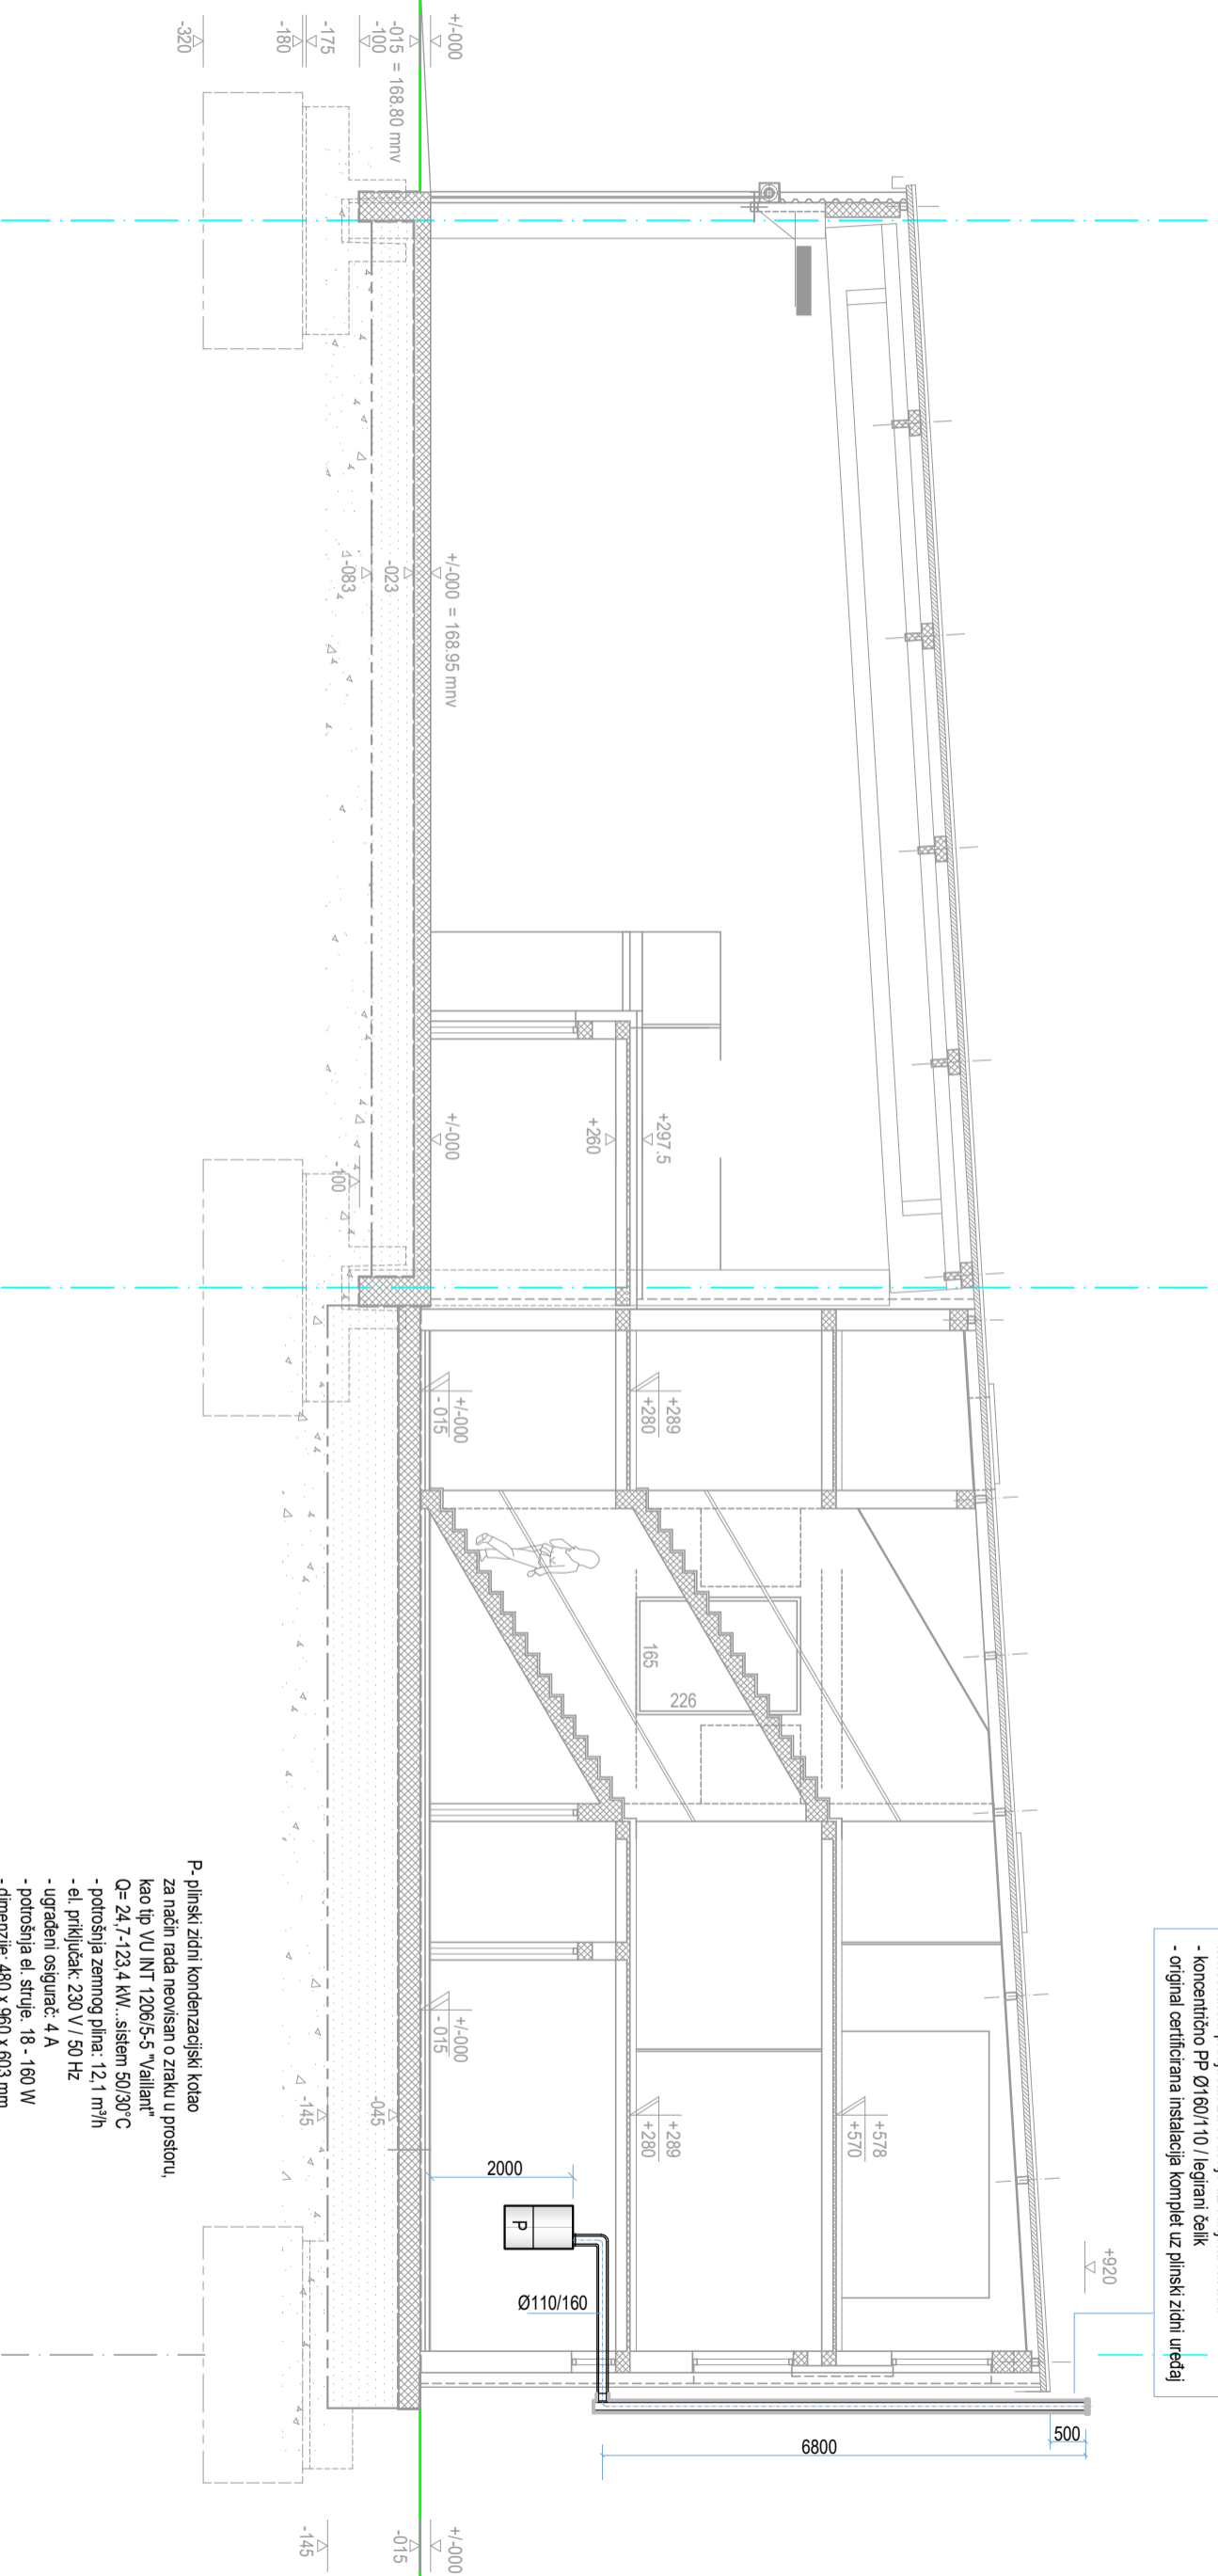 - koncentrično PP Ø160/110 / legirani čelik
- original certificirana instalacija komplet uz plinski zidni uređaj
+920
+578
+570
+289
+280
+289
+280
+297.5
+260
+/-000
-100
+/-000 = 168.95 mnv
-023
-083
+/-000
-015 = 168.80 mnv
-100
-175
-180
-320
+/-000
- 015
165
226
+/-000
- 015
-045
-145
2000
P
Ø110/160
500
6800
+/-000
-015
-145
P- plinski zidni kondenzacijski kotao
za način rada neovisan o zraku u prostoru,
kao tip VU INT 1206/5-5 "Vaillant"
Q= 24,7-123,4 kW...sistem 50/30°C
- potrošnja zemnog plina: 12,1 m³/h
- el. priključak: 230 V / 50 Hz
- ugrađeni osigurač: 4 A
- potrošnja el. struje. 18 - 160 W
- dimenzije: 480 x 960 x 603 mm